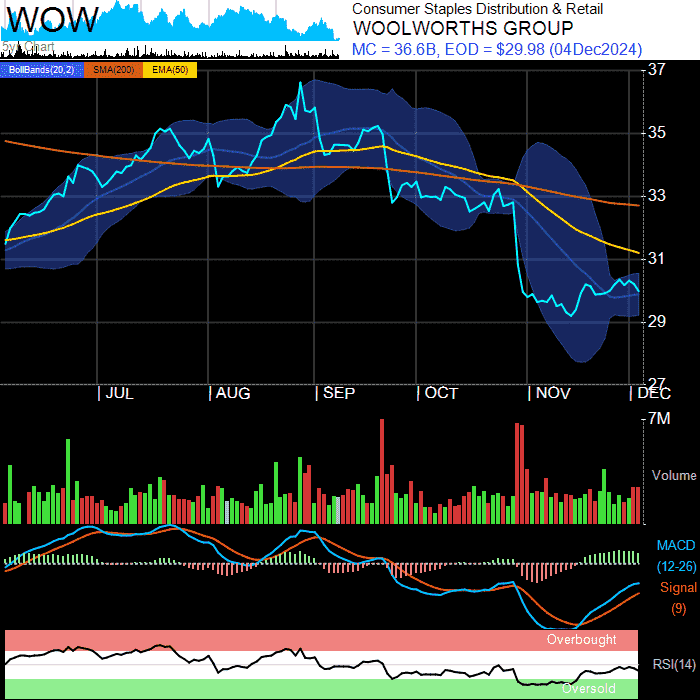 WOW
by Chart
Consumer Staples Distribution & Retail
WOOLWORTHS GROUP
MC = 36.6B, EOD = $29.98 (04Dec2024)
BollBands(20,2) SMA(200) EMA(50)
37
35
33
31
29
27
JUL AUG SEP OCT NOV DEC
7M
Volume
MACD
(12-26)
Signal
(9)
Overbought
RSI(14)
Oversold